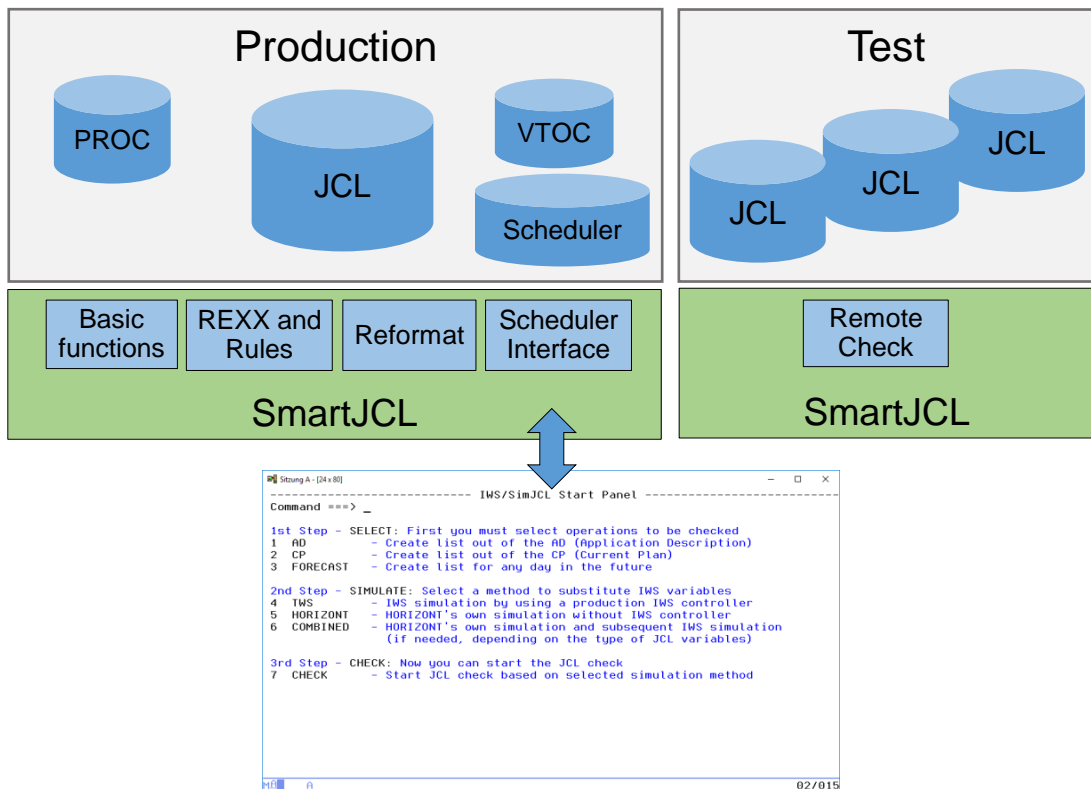 Production
PROC
JCL
VTOC
Scheduler
Test
JCL
JCL
JCL
Basic
functions
REXX and
Rules
Reformat
Scheduler
Interface
SmartJCL
Remote
Check
SmartJCL
Sitzung A - [24 x 80]
---------------------------- IWS/SimJCL Start Panel ---------------------------
Command ===> _
1st Step - SELECT: First you must select operations to be checked
1 AD - Create list out of the AD (Application Description)
2 CP - Create list out of the CP (Current Plan)
3 FORECAST - Create list for any day in the future
2nd Step - SIMULATE: Select a method to substitute IWS variables
4 TWS - IWS simulation by using a production IWS controller
5 HORIZONT - HORIZONT's own simulation without IWS controller
6 COMBINED - HORIZONT's own simulation and subsequent IWS simulation
(if needed, depending on the type of JCL variables)
3rd Step - CHECK: Now you can start the JCL check
7 CHECK - Start JCL check based on selected simulation method
A 02/015